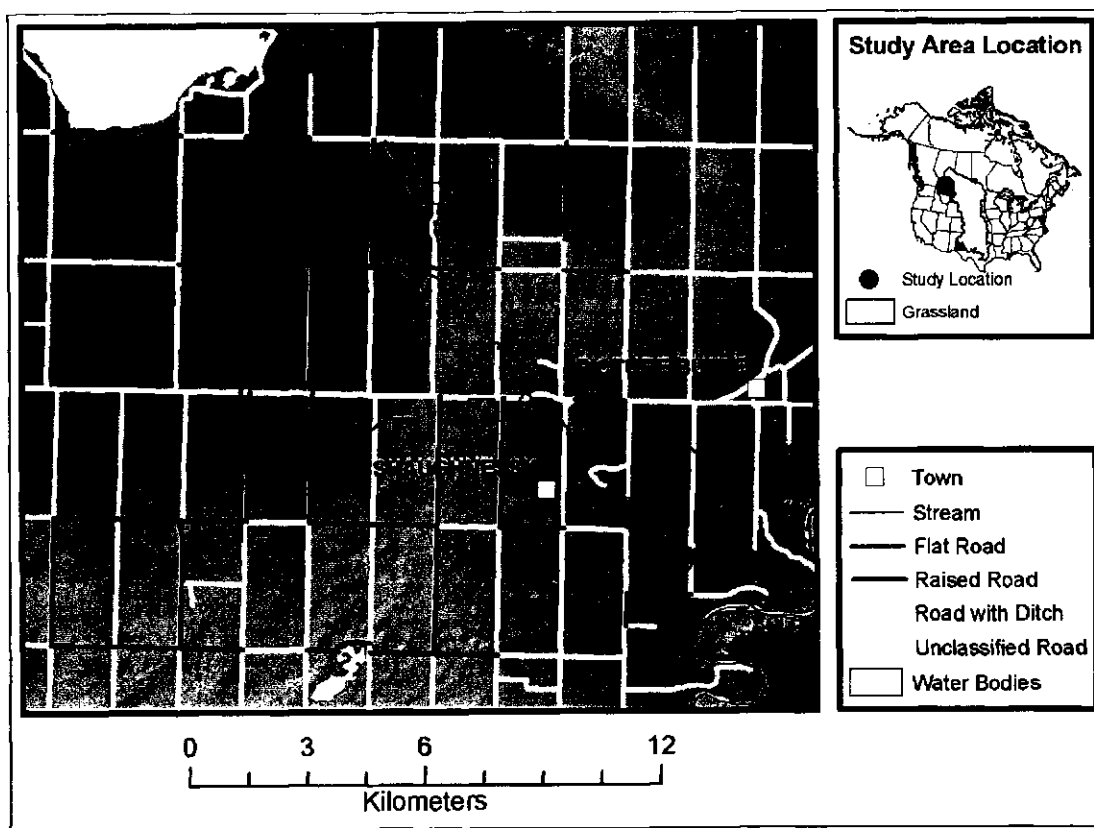 Study Area Location
Study Location
Grassland
SHAUGHNESSY
Town
Stream
Flat Road
Raised Road
Road with Ditch
Unclassified Road
Water Bodies
0 3 6 12
Kilometers